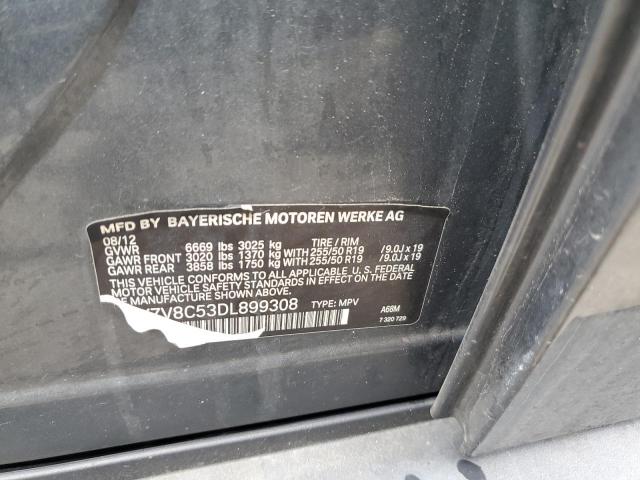 MFD BY BAYERISCHE MOTOREN WERKE AG
08/12
GVWR 6669 lbs 3025 kg TIRE / RIM
GAWR FRONT 3020 lbs 1370 kg WITH 255/50 R19 /9.0J x 19
GAWR REAR 3858 lbs 1750 kg WITH 255/50 R19 /9.0J x 19
THIS VEHICLE CONFORMS TO ALL APPLICABLE U.S. FEDERAL
MOTOR VEHICLE SAFETY STANDARDS IN EFFECT ON THE
DATE OF MANUFACTURE SHOWN ABOVE.
ZV8C53DL899308 TYPE: MPV A68M
7 320 729